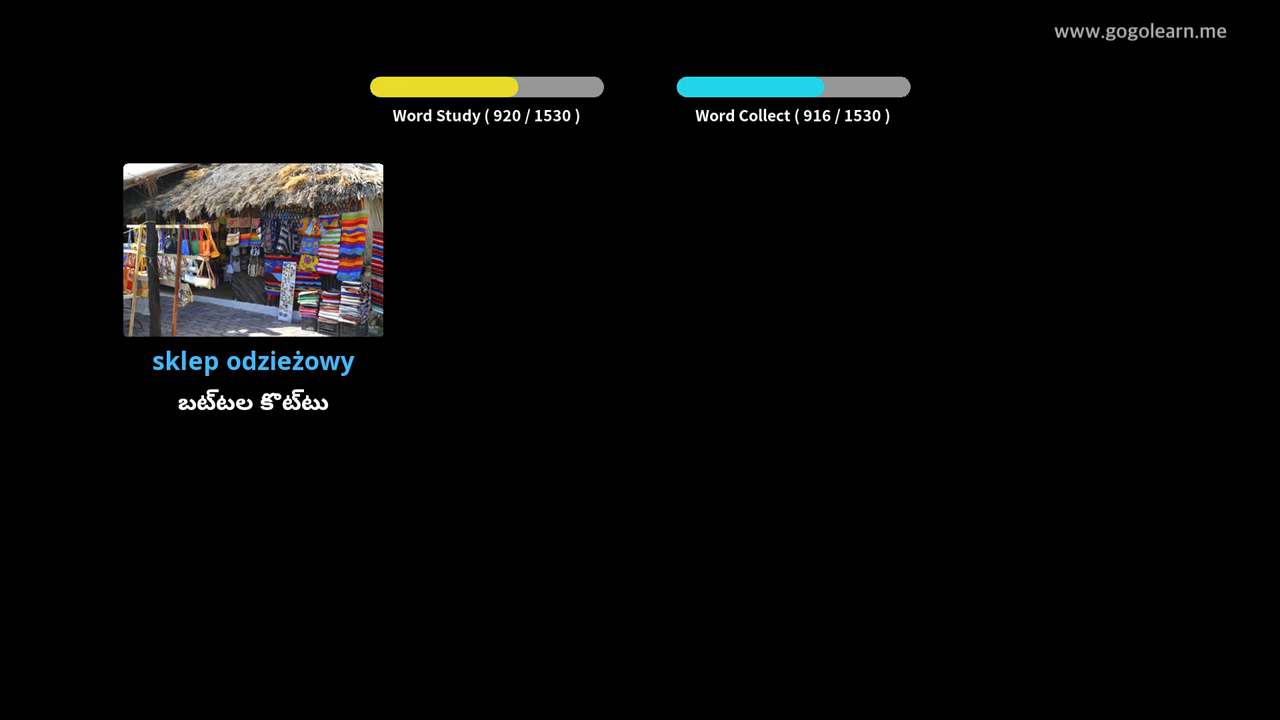 www.gogolearn.me
Word Study ( 920 / 1530 )
Word Collect ( 916 / 1530 )
sklep odzieżowy
బట్‌టల కొట్‌టు